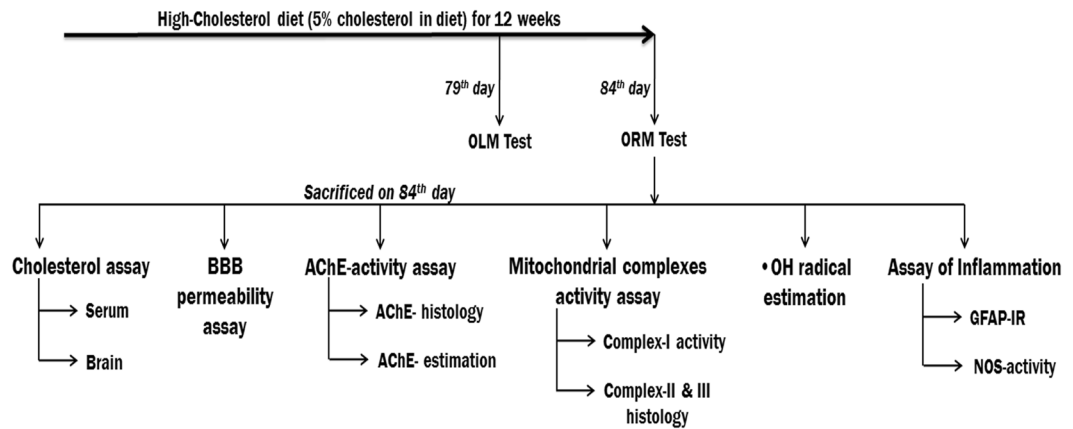 High-Cholesterol diet (5% cholesterol in diet) for 12 weeks
79th day
84th day
OLM Test
ORM Test
Sacrificed on 84th day
Cholesterol assay
Serum
Brain
BBB
permeability
assay
AChE-activity assay
AChE- histology
AChE- estimation
Mitochondrial complexes
activity assay
Complex-I activity
Complex-II & III
histology
•OH radical
estimation
Assay of Inflammation
GFAP-IR
NOS-activity